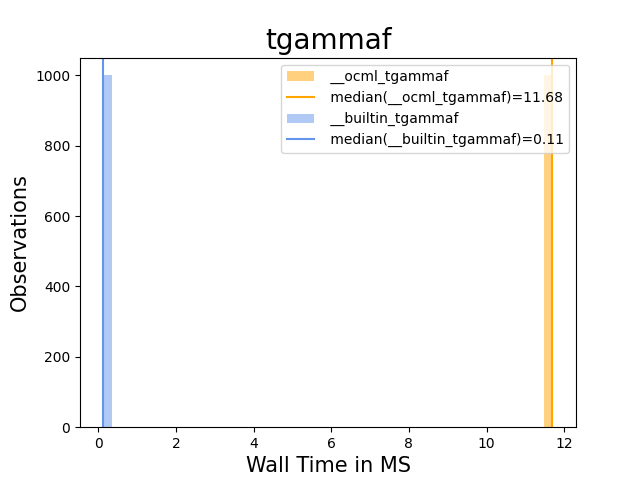 tgammaf
__ocml_tgammaf
median(__ocml_tgammaf)=11.68
__builtin_tgammaf
median(__builtin_tgammaf)=0.11
1000
800
600
400
200
0
Observations
0 2 4 6 8 10 12
Wall Time in MS